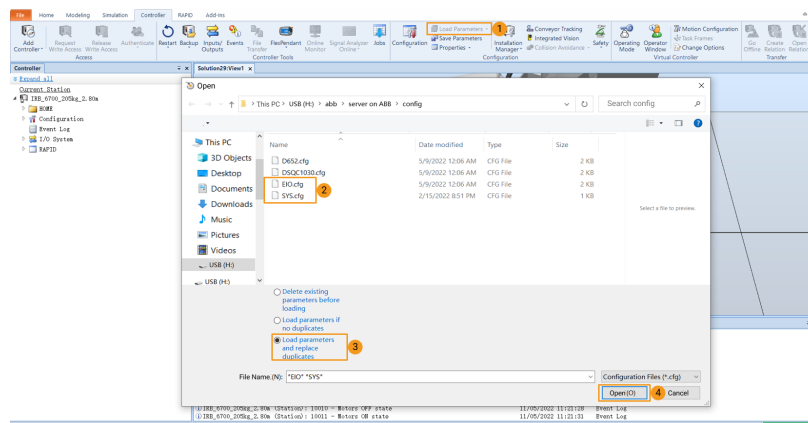 File Home Modeling Simulation Controller RAPID Add-Ins
Add Controller Request Write Access Release Write Access Authenticate Restart Backup Inputs/ Outputs Events File Transfer FlexPendant Online Monitor Signal Analyzer Online Jobs Configuration Load Parameters 1 Installation Manager Conveyor Tracking Safety Operating Mode Operator Window Motion Configuration Go Offline Create Relation Open Relation
Save Parameters Integrated Vision Task Frames
Properties Collision Avoidance Change Options
Access Controller Tools Configuration Virtual Controller Transfer
Controller Solution29:View1 x
Expand all
Current Station
IRB_6700_205kg_2.80m
HOME
Configuration
Event Log
I/O System
RAPID
Open
This PC > USB (H:) > abb > server on ABB > config Search config
This PC
3D Objects
Desktop
Documents
Downloads
Music
Pictures
Videos
USB (H:)
USB (H:)
Name Date modified Type Size
D652.cfg 5/9/2022 12:06 AM CFG File 2 KB
DSQC1030.cfg 5/9/2022 12:06 AM CFG File 2 KB
EIO.cfg 5/9/2022 12:06 AM CFG File 2 KB
2
SYS.cfg 2/15/2022 8:51 PM CFG File 1 KB
Select a file to preview.
Delete existing
parameters before
loading
Load parameters if
no duplicates
Load parameters
and replace
duplicates
3
File Name.(N): "EIO" "SYS" Configuration Files (*.cfg)
Open(O) 4 Cancel
IRB_6700_205kg_2.80m (Station): 10010 - Motors OFF state 11/05/2022 11:21:28 Event Log
IRB_6700_205kg_2.80m (Station): 10011 - Motors ON state 11/05/2022 11:21:31 Event Log